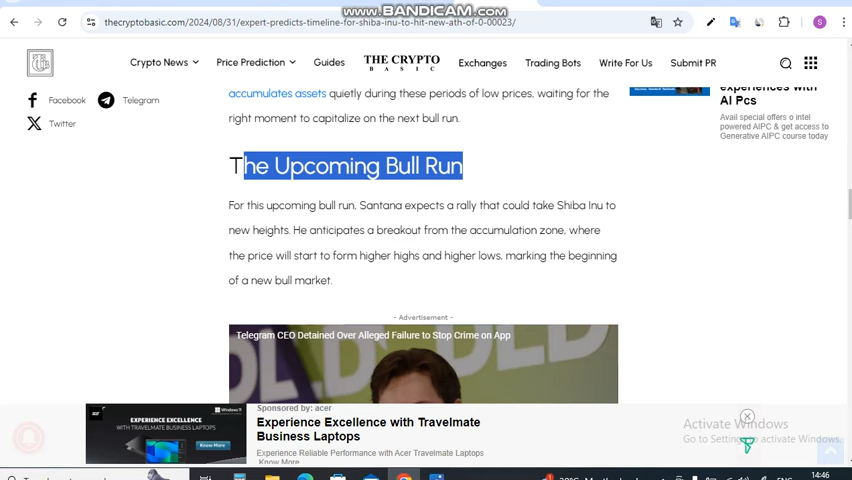 www.BANDICAM.com
thecryptobasic.com/2024/08/31/expert-predicts-timeline-for-shiba-inu-to-hit-new-ath-of-0-00023/
S
Crypto News
Price Prediction
Guides
THE CRYPTO
BASIC
Exchanges
Trading Bots
Write For Us
Submit PR
Facebook
Telegram
Twitter
accumulates assets quietly during these periods of low prices, waiting for the
right moment to capitalize on the next bull run.
experiences with
AI Pcs
Avail special offers o intel
powered AIPC & get access to
Generative AIPC course today
The Upcoming Bull Run
For this upcoming bull run, Santana expects a rally that could take Shiba Inu to
new heights. He anticipates a breakout from the accumulation zone, where
the price will start to form higher highs and higher lows, marking the beginning
of a new bull market.
- Advertisement -
Telegram CEO Detained Over Alleged Failure to Stop Crime on App
EXPERIENCE EXCELLENCE
WITH TRAVELMATE BUSINESS LAPTOPS
Know More
Sponsored by: acer
Experience Excellence with Travelmate
Business Laptops
Experience Reliable Performance with Acer Travelmate Laptops
Know More
Activate Windows
Go to Settings to activate Windows.
ENG
14:46